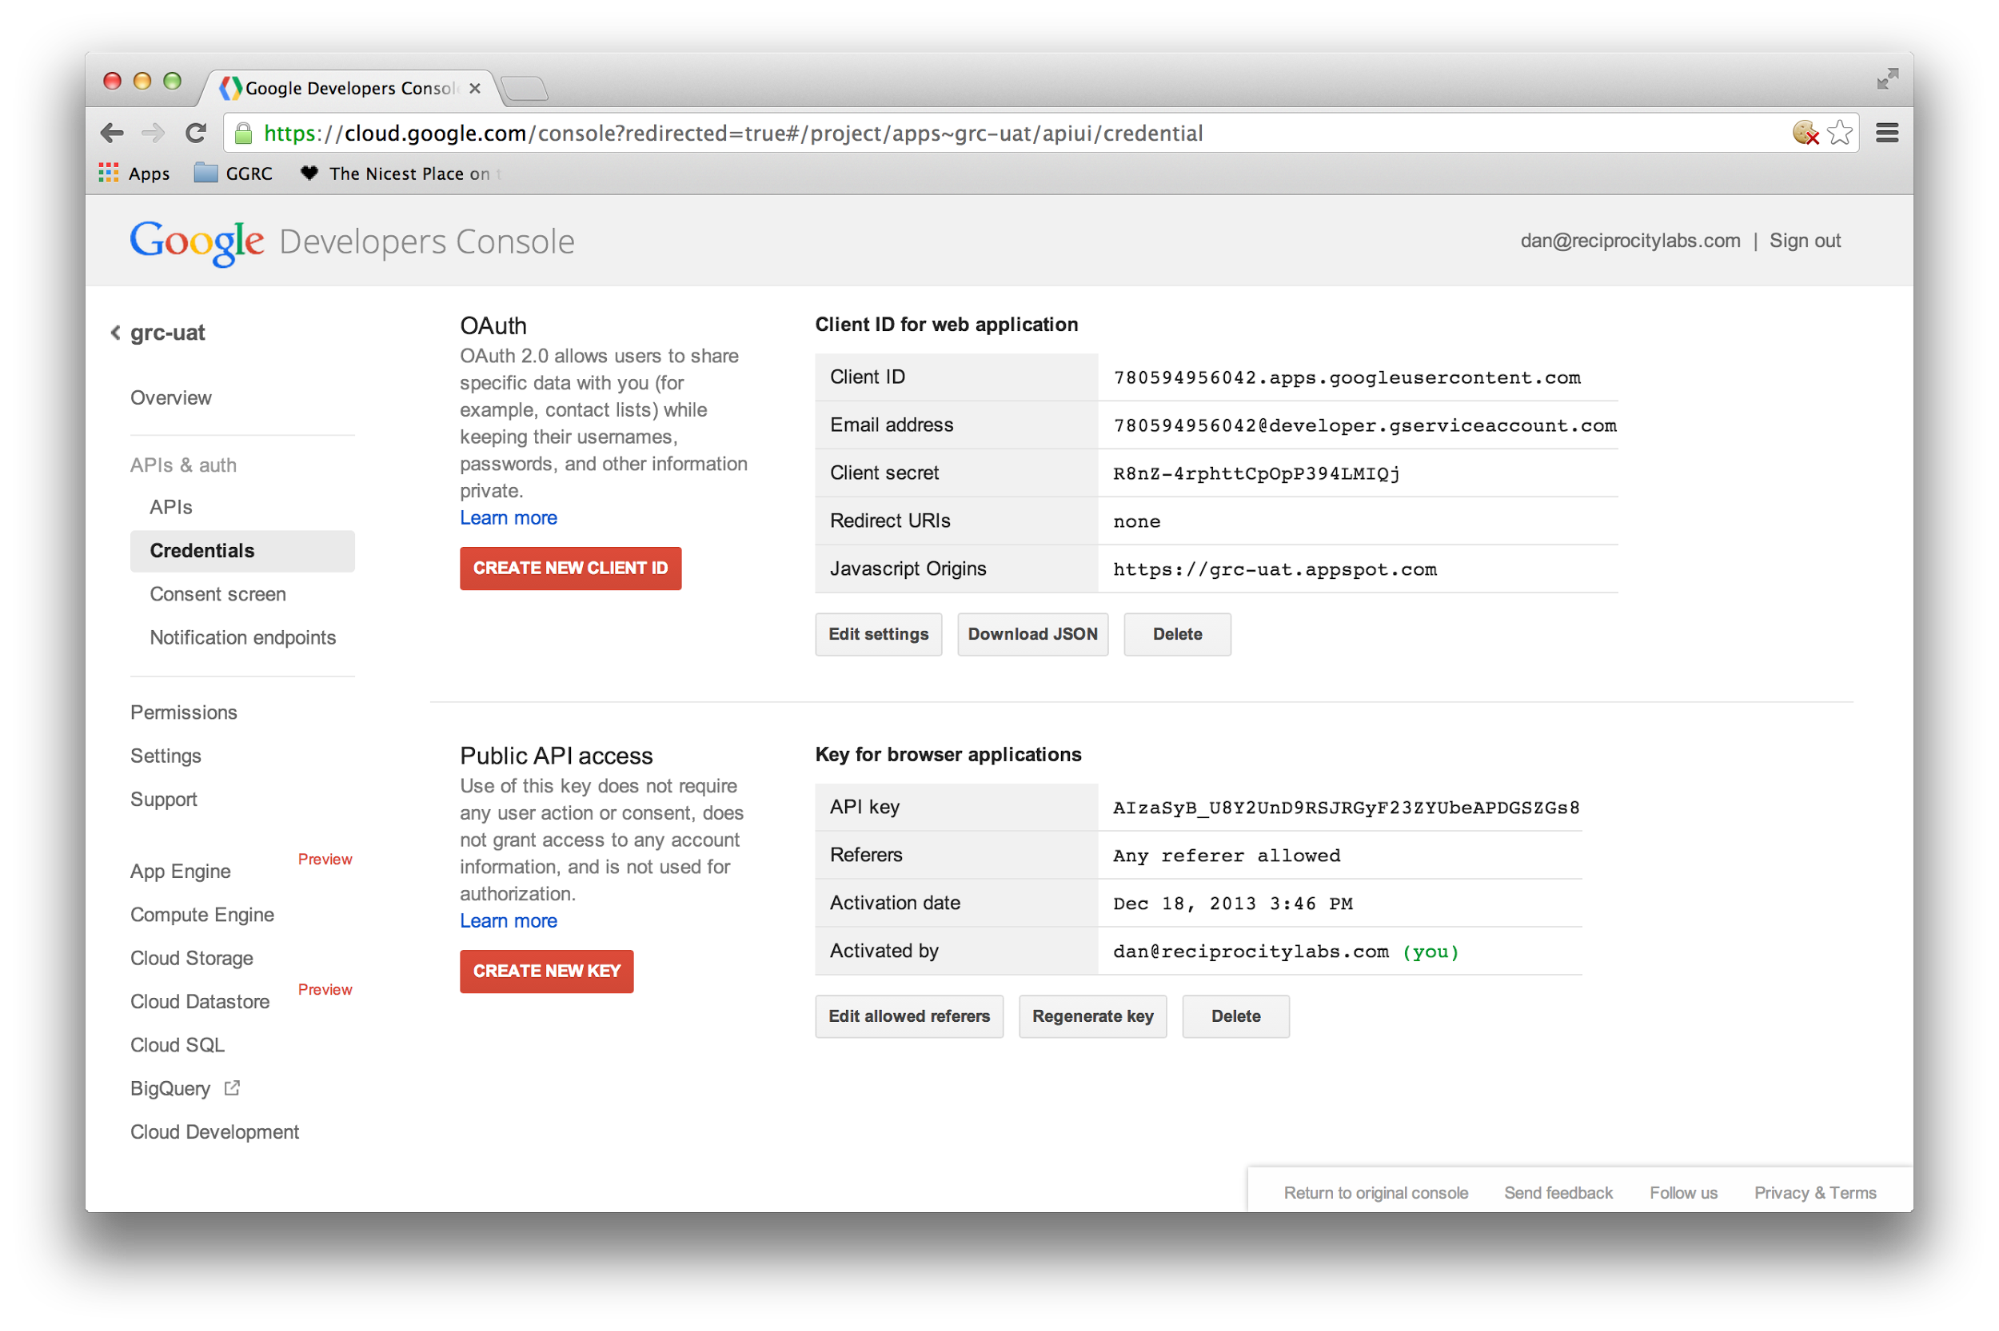 Google Developers Consol
https://cloud.google.com/console?redirected=true#/project/apps~grc-uat/apiui/credential
Apps GGRC The Nicest Place on
Google Developers Console
dan@reciprocitylabs.com | Sign out
grc-uat
Overview
APIs & auth
APIs
Credentials
Consent screen
Notification endpoints
Permissions
Settings
Support
App Engine Preview
Compute Engine
Cloud Storage
Cloud Datastore Preview
Cloud SQL
BigQuery
Cloud Development
OAuth
OAuth 2.0 allows users to share
specific data with you (for
example, contact lists) while
keeping their usernames,
passwords, and other information
private.
Learn more
CREATE NEW CLIENT ID
Client ID for web application
Client ID 780594956042.apps.googleusercontent.com
Email address 780594956042@developer.gserviceaccount.com
Client secret R8nZ-4rphttCpOpP394LMIQj
Redirect URIs none
Javascript Origins https://grc-uat.appspot.com
Edit settings Download JSON Delete
Public API access
Use of this key does not require
any user action or consent, does
not grant access to any account
information, and is not used for
authorization.
Learn more
CREATE NEW KEY
Key for browser applications
API key AIzaSyB_U8Y2UnD9RSJRGyF23ZYUbeAPDGSZGs8
Referers Any referer allowed
Activation date Dec 18, 2013 3:46 PM
Activated by dan@reciprocitylabs.com (you)
Edit allowed referers Regenerate key Delete
Return to original console Send feedback Follow us Privacy & Terms